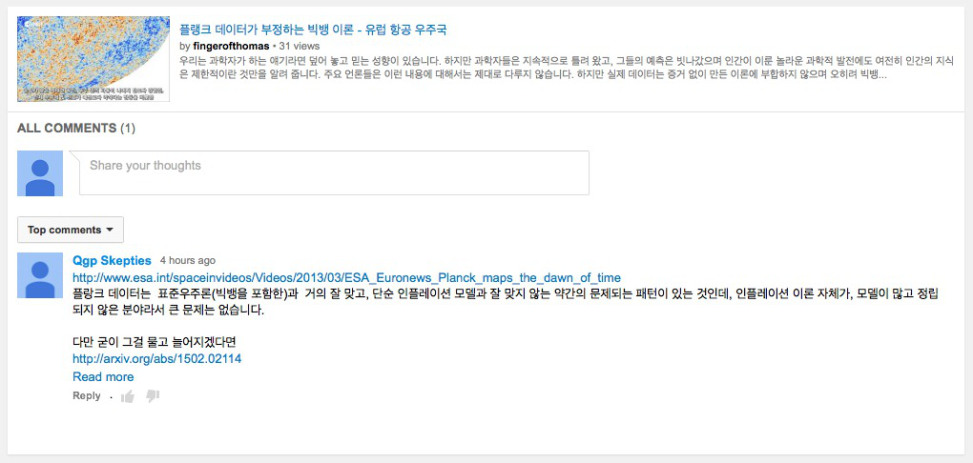 플랭크 데이터가 부정하는 빅뱅 이론 - 유럽 항공 우주국
by fingerofthomas • 31 views
우리는 과학자가 하는 얘기라면 덮어 놓고 믿는 성향이 있습니다. 하지만 과학자들은 지속적으로 틀려 왔고, 그들의 예측은 빗나갔으며 인간이 이룬 놀라운 과학적 발전에도 여전히 인간의 지식
은 제한적이란 것만을 알려 줍니다. 주요 언론들은 이런 내용에 대해서는 제대로 다루지 않습니다. 하지만 실제 데이터는 증거 없이 만든 이론에 부합하지 않으며 오히려 빅뱅...
ALL COMMENTS (1)
Share your thoughts
Top comments
Qgp Skepties 4 hours ago
http://www.esa.int/spaceinvideos/Videos/2013/03/ESA_Euronews_Planck_maps_the_dawn_of_time
플랑크 데이터는 표준우주론(빅뱅을 포함한)과 거의 잘 맞고, 단순 인플레이션 모델과 잘 맞지 않는 약간의 문제되는 패턴이 있는 것인데, 인플레이션 이론 자체가, 모델이 많고 정립
되지 않은 분야라서 큰 문제는 없습니다.
다만 굳이 그걸 물고 늘어지겠다면
http://arxiv.org/abs/1502.02114
Read more
Reply